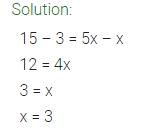 Solution:
15 – 3 = 5x – x
12 = 4x
3 = x
x = 3